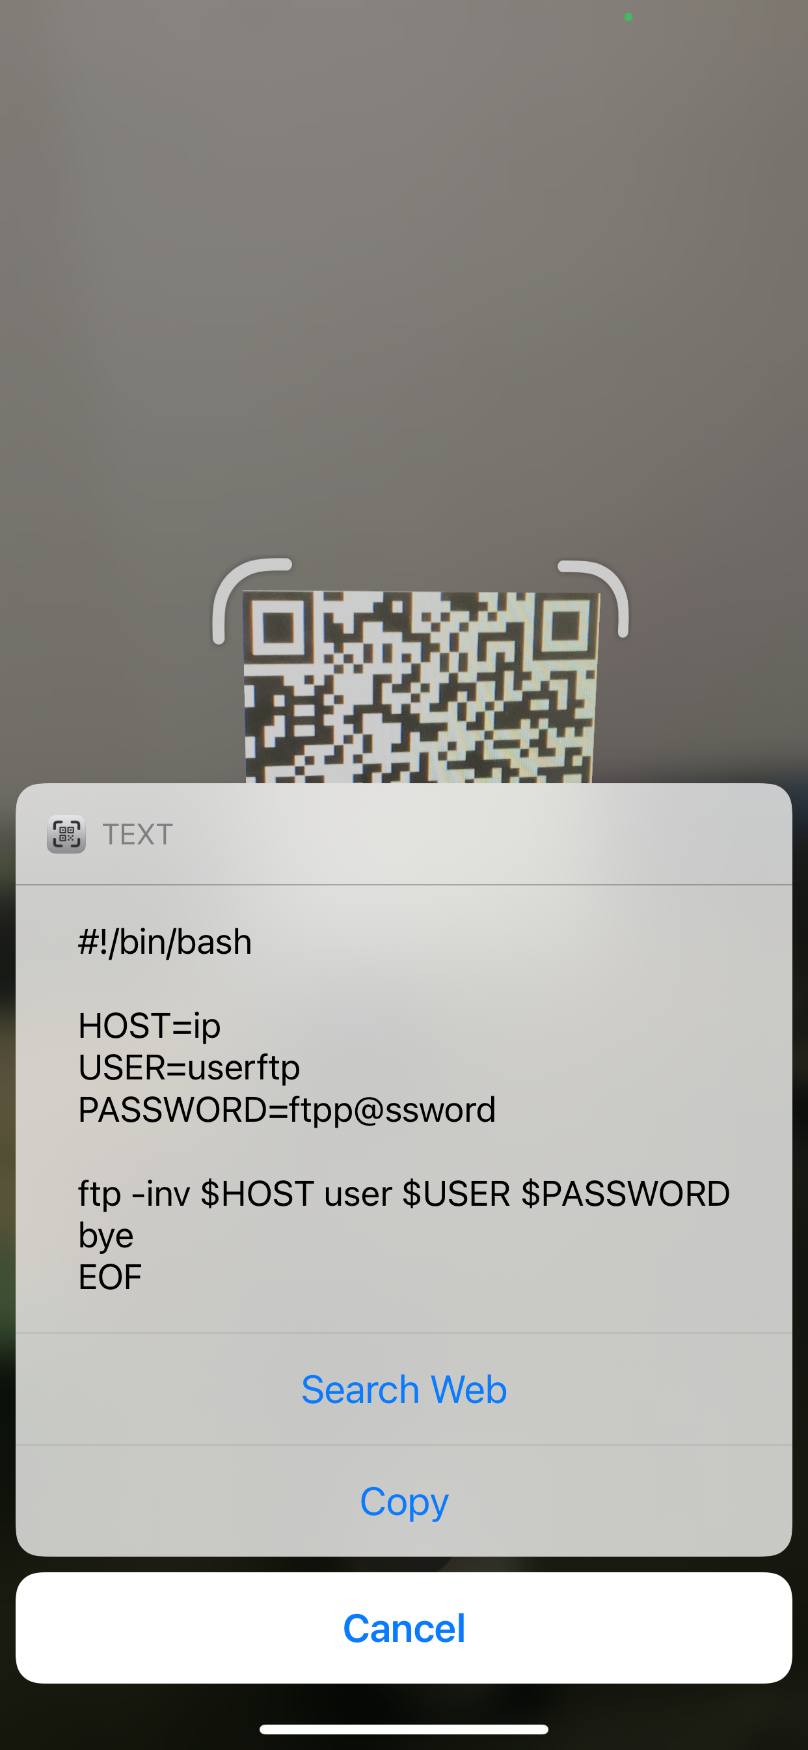 TEXT
#!/bin/bash
HOST=ip
USER=userftp
PASSWORD=ftpp@ssword
ftp -inv $HOST user $USER $PASSWORD
bye
EOF
Search Web
Copy
Cancel